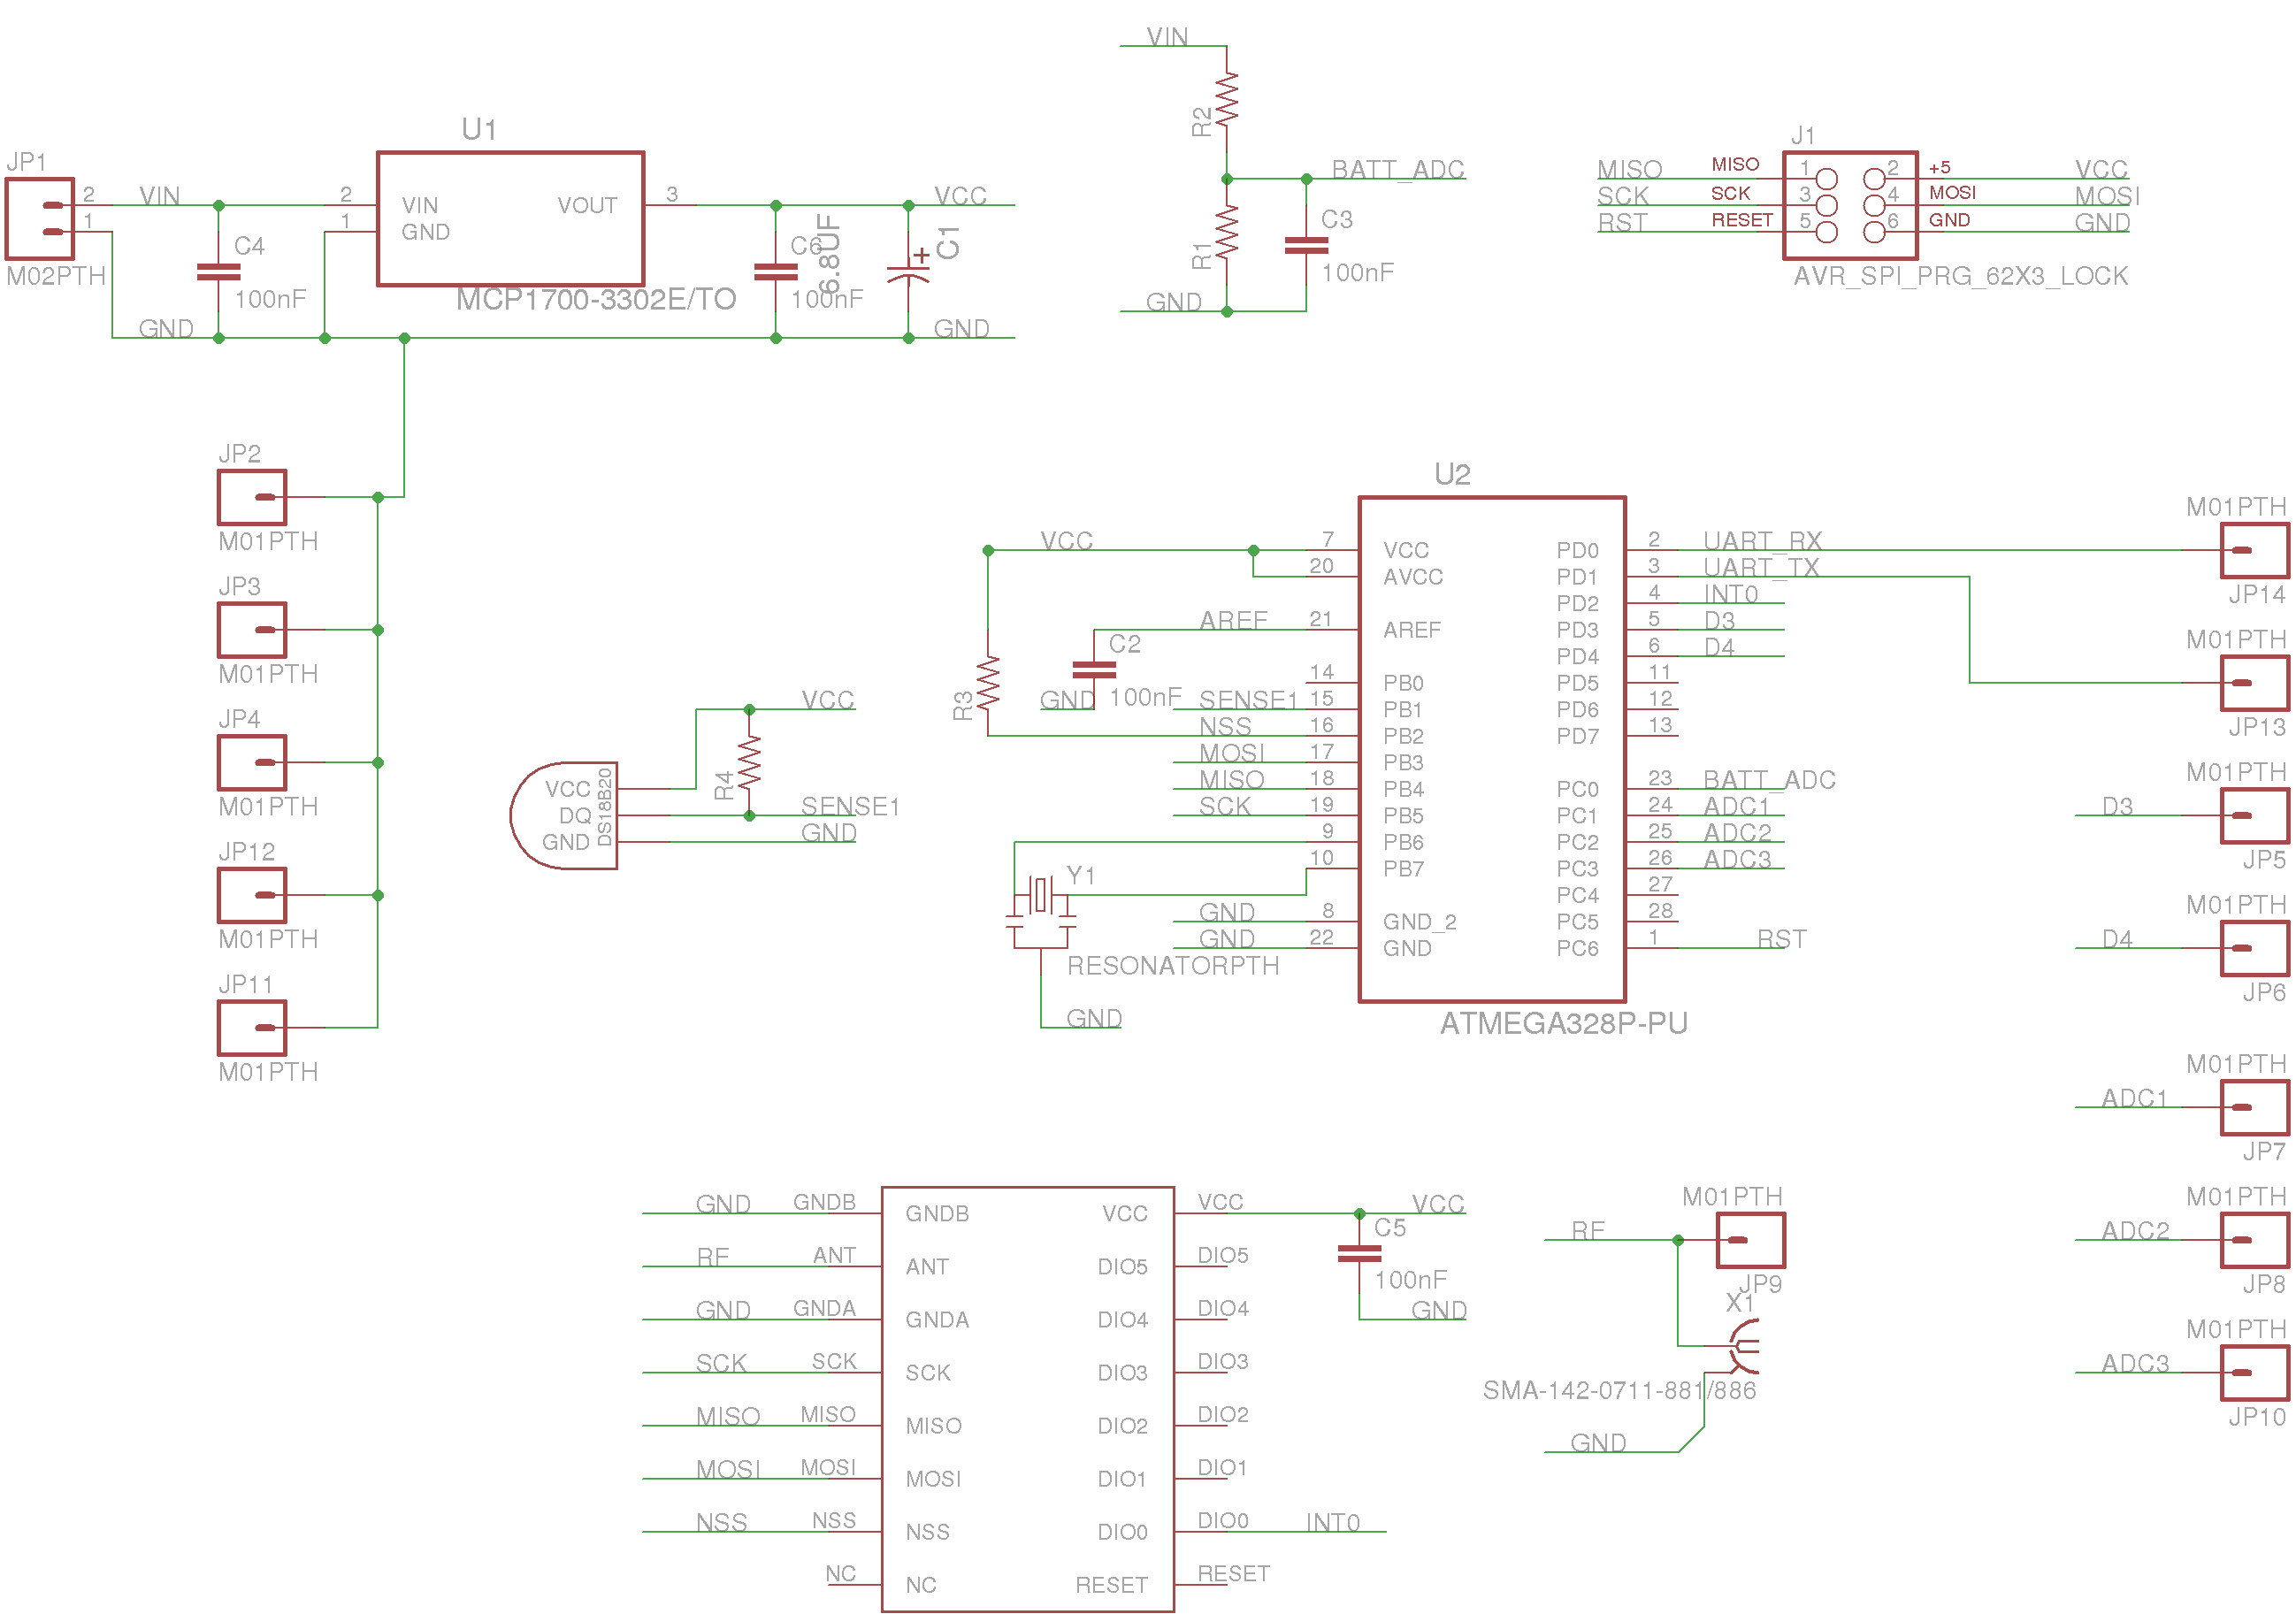 JP1
2
1
M02PTH
VIN
GND
C4
100nF
U1
2
1
VIN
GND
VOUT
3
MCP1700-3302E/TO
C6
100nF
6.8UF
C1
VCC
GND
VIN
R2
BATT_ADC
R1
C3
100nF
GND
J1
MISO MISO 1 2 +5 VCC
SCK SCK 3 4 MOSI MOSI
RST RESET 5 6 GND GND
AVR_SPI_PRG_62X3_LOCK
JP2
M01PTH
JP3
M01PTH
JP4
M01PTH
JP12
M01PTH
JP11
M01PTH
VCC
R4
SENSE1
GND
VCC
DQ
GND
DS18B20
U2
VCC 7 VCC
20 AVCC
AREF 21 AREF
C2
100nF
GND
R3
14 PB0
SENSE1 15 PB1
NSS 16 PB2
MOSI 17 PB3
MISO 18 PB4
SCK 19 PB5
9 PB6
10 PB7
GND 8 GND_2
GND 22 GND
Y1
RESONATORPTH
GND
PD0 2 UART_RX
PD1 3 UART_TX
PD2 4 INT0
PD3 5 D3
PD4 6 D4
PD5 11
PD6 12
PD7 13
PC0 23 BATT_ADC
PC1 24 ADC1
PC2 25 ADC2
PC3 26 ADC3
PC4 27
PC5 28
PC6 1 RST
ATMEGA328P-PU
M01PTH
JP14
M01PTH
JP13
M01PTH
D3
JP5
M01PTH
D4
JP6
M01PTH
ADC1
JP7
M01PTH
ADC2
JP8
M01PTH
ADC3
JP10
GND GNDB GNDB
RF ANT ANT
GND GNDA GNDA
SCK SCK SCK
MISO MISO MISO
MOSI MOSI MOSI
NSS NSS NSS
NC NC
VCC VCC VCC
DIO5 DIO5
DIO4 DIO4
DIO3 DIO3
DIO2 DIO2
DIO1 DIO1
DIO0 DIO0 INT0
RESET RESET
C5
100nF
GND
M01PTH
RF
JP9
X1
SMA-142-0711-881/886
GND